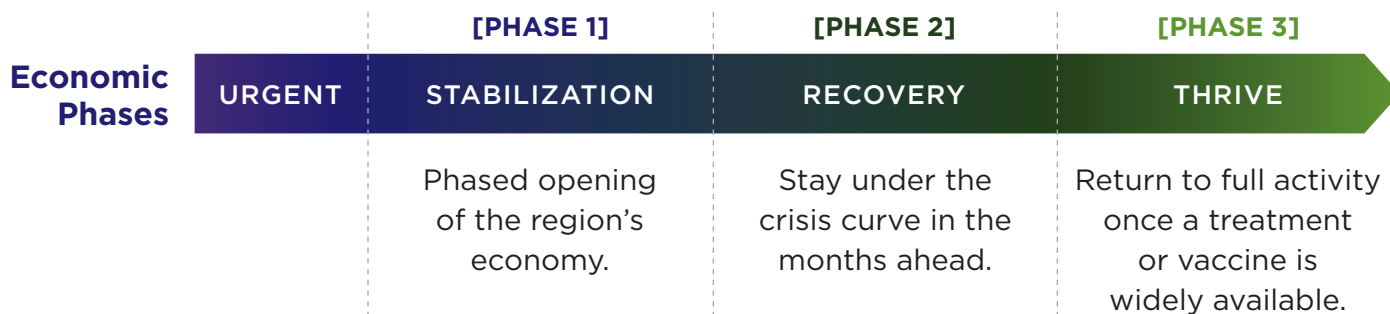 [PHASE 1] [PHASE 2] [PHASE 3]
Economic
Phases
URGENT STABILIZATION RECOVERY THRIVE
Phased opening
of the region’s
economy.
Stay under the
crisis curve in the
months ahead.
Return to full activity
once a treatment
or vaccine is
widely available.